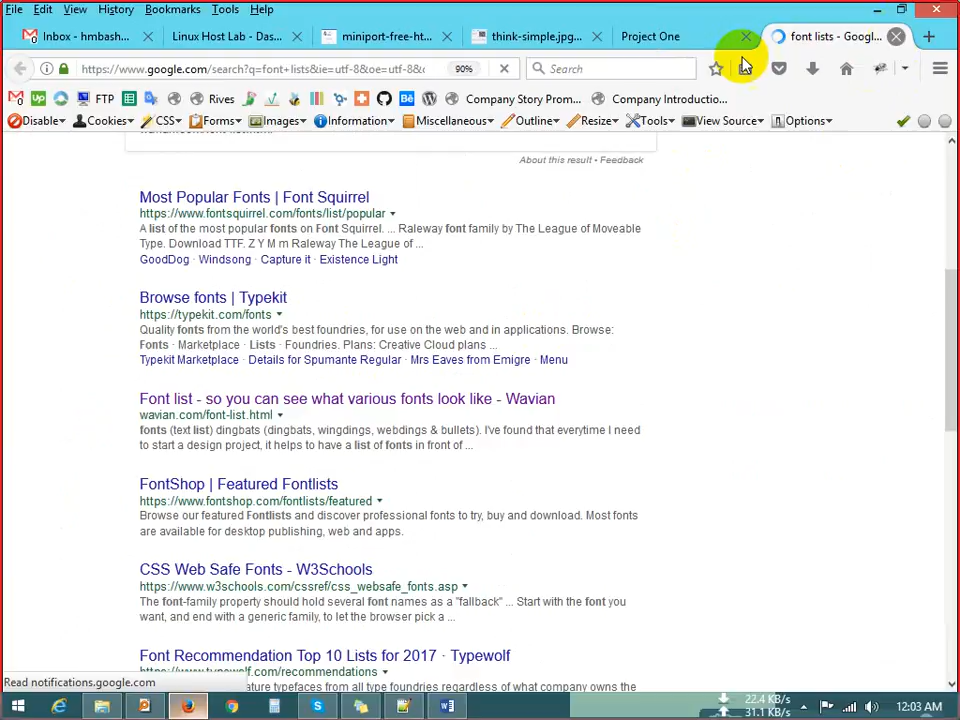 File Edit View History Bookmarks Tools Help
Inbox - hmbash... Linux Host Lab - Das... miniport-free-ht... think-simple.jpg... Project One font lists - Googl...
https://www.google.com/search?q=font+lists&ie=utf-8&oe=utf-8& 90% Search
FTP Rives Company Story Prom... Company Introductio...
Disable Cookies CSS Forms Images Information Miscellaneous Outline Resize Tools View Source Options
About this result • Feedback
Most Popular Fonts | Font Squirrel
https://www.fontsquirrel.com/fonts/list/popular
A list of the most popular fonts on Font Squirrel. ... Raleway font family by The League of Moveable
Type. Download TTF. Z Y M m Raleway The League of ...
GoodDog · Windsong · Capture it · Existence Light
Browse fonts | Typekit
https://typekit.com/fonts
Quality fonts from the world's best foundries, for use on the web and in applications. Browse:
Fonts · Marketplace · Lists · Foundries. Plans: Creative Cloud plans ...
Typekit Marketplace · Details for Spumante Regular · Mrs Eaves from Emigre · Menu
Font list - so you can see what various fonts look like - Wavian
wavian.com/font-list.html
fonts (text list) dingbats (dingbats, wingdings, webdings & bullets). I've found that everytime I need
to start a design project, it helps to have a list of fonts in front of ...
FontShop | Featured Fontlists
https://www.fontshop.com/fontlists/featured
Browse our featured Fontlists and discover professional fonts to try, buy and download. Most fonts
are available for desktop publishing, web and apps.
CSS Web Safe Fonts - W3Schools
https://www.w3schools.com/cssref/css_websafe_fonts.asp
The font-family property should hold several font names as a "fallback" ... Start with the font you
want, and end with a generic family, to let the browser pick a ...
Font Recommendation Top 10 Lists for 2017 · Typewolf
https://www.typewolf.com/recommendations
Read notifications.google.com
ature typefaces from all type foundries regardless of what company owns the
22.4 KB/s
31.1 KB/s
12:03 AM